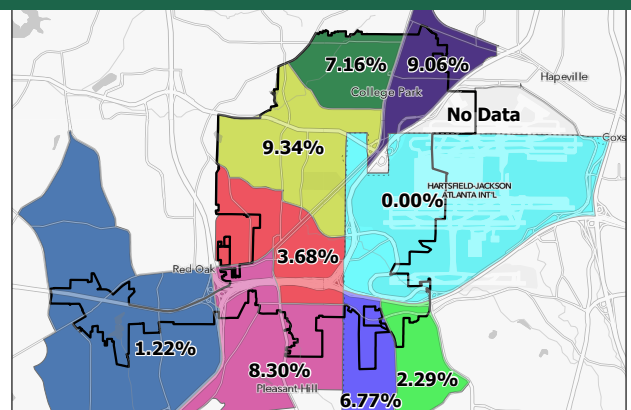 7.16%
9.06%
College Park
Hapeville
No Data
Coxs
9.34%
HARTSFIELD-JACKSON
ATLANTA INT'L
0.00%
3.68%
Red Oak
1.22%
8.30%
Pleasant Hill
2.29%
6.77%